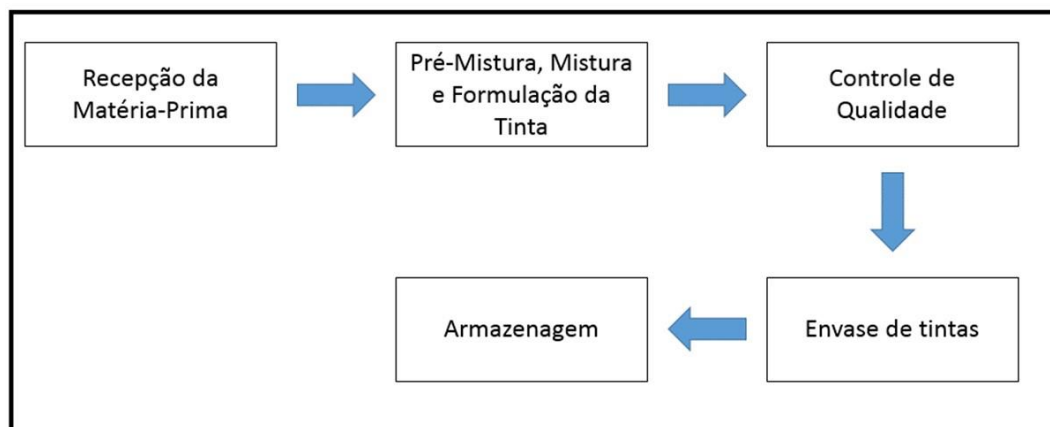 Recepção da
Matéria-Prima
Pré-Mistura, Mistura
e Formulação da
Tinta
Controle de
Qualidade
Envase de tintas
Armazenagem